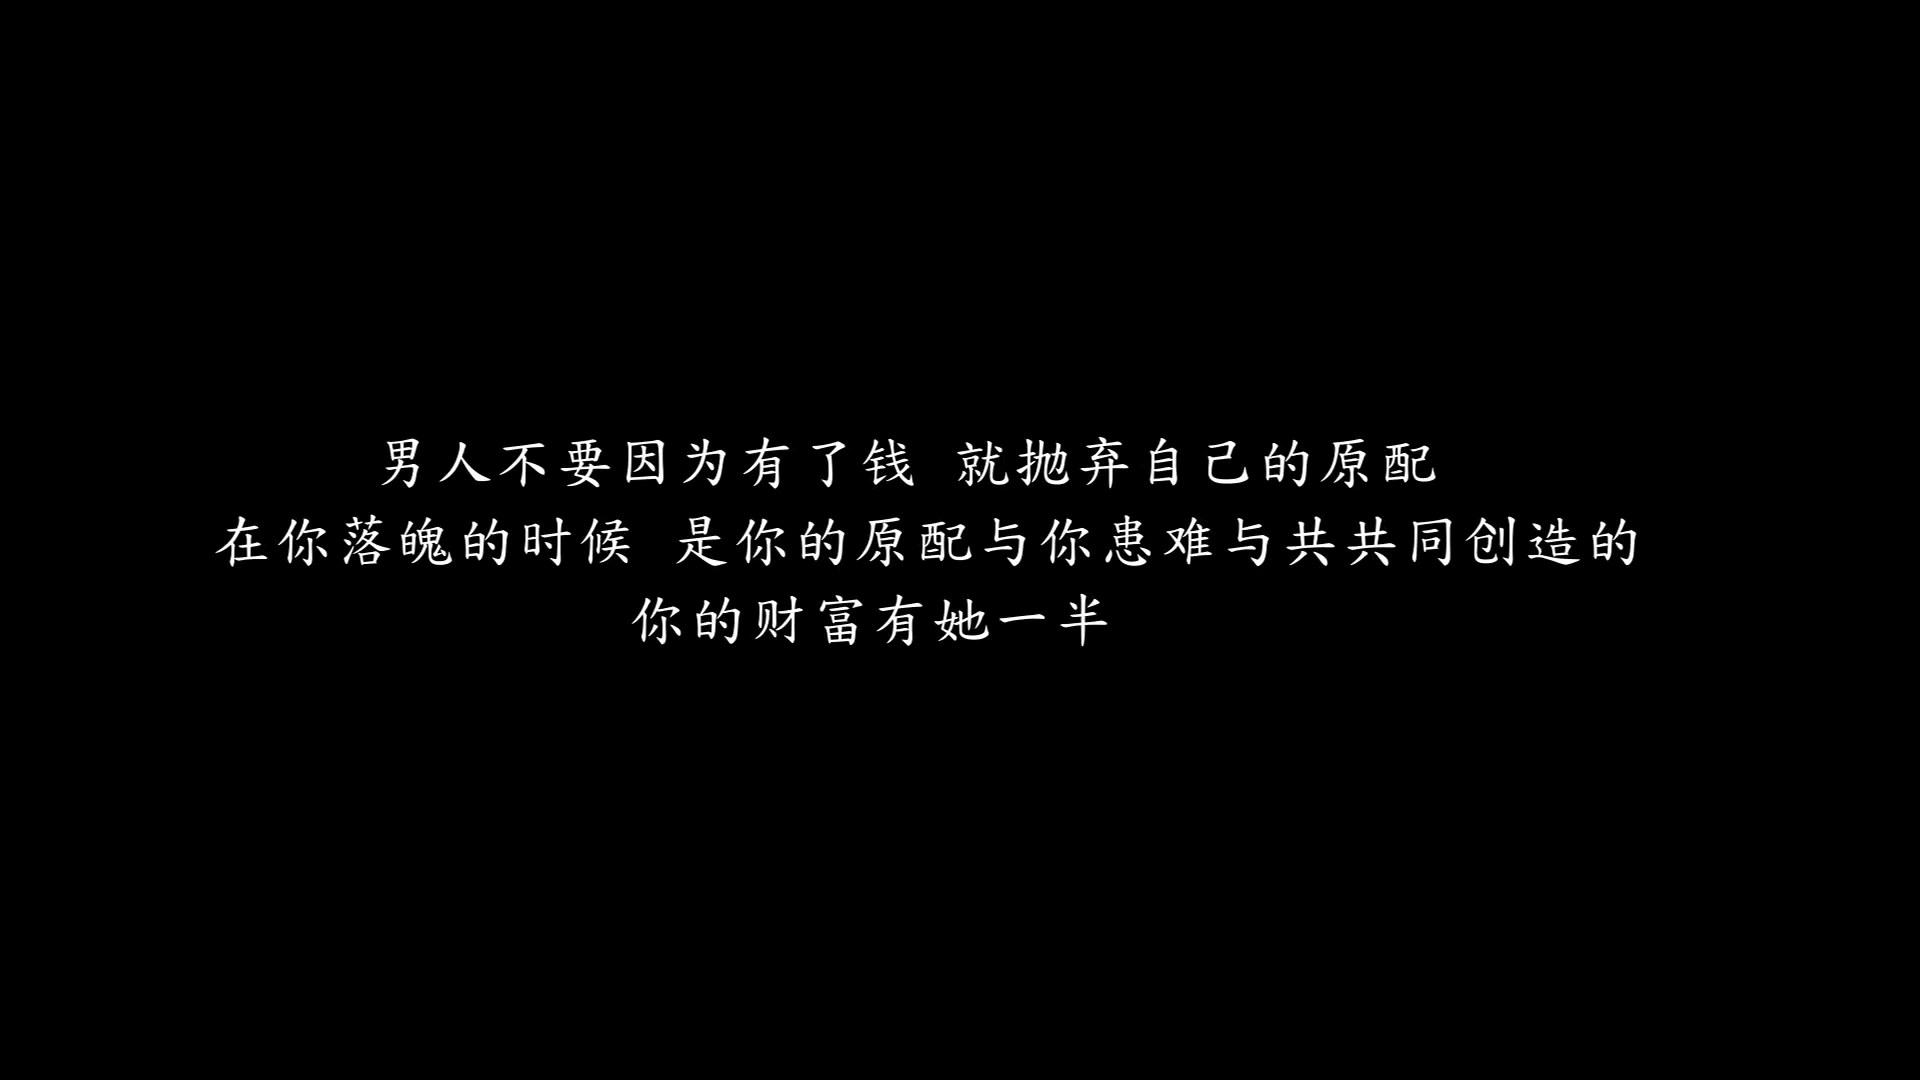 男人不要因为有了钱 就抛弃自己的原配
在你落魄的时候 是你的原配与你患难与共共同创造的
你的财富有她一半